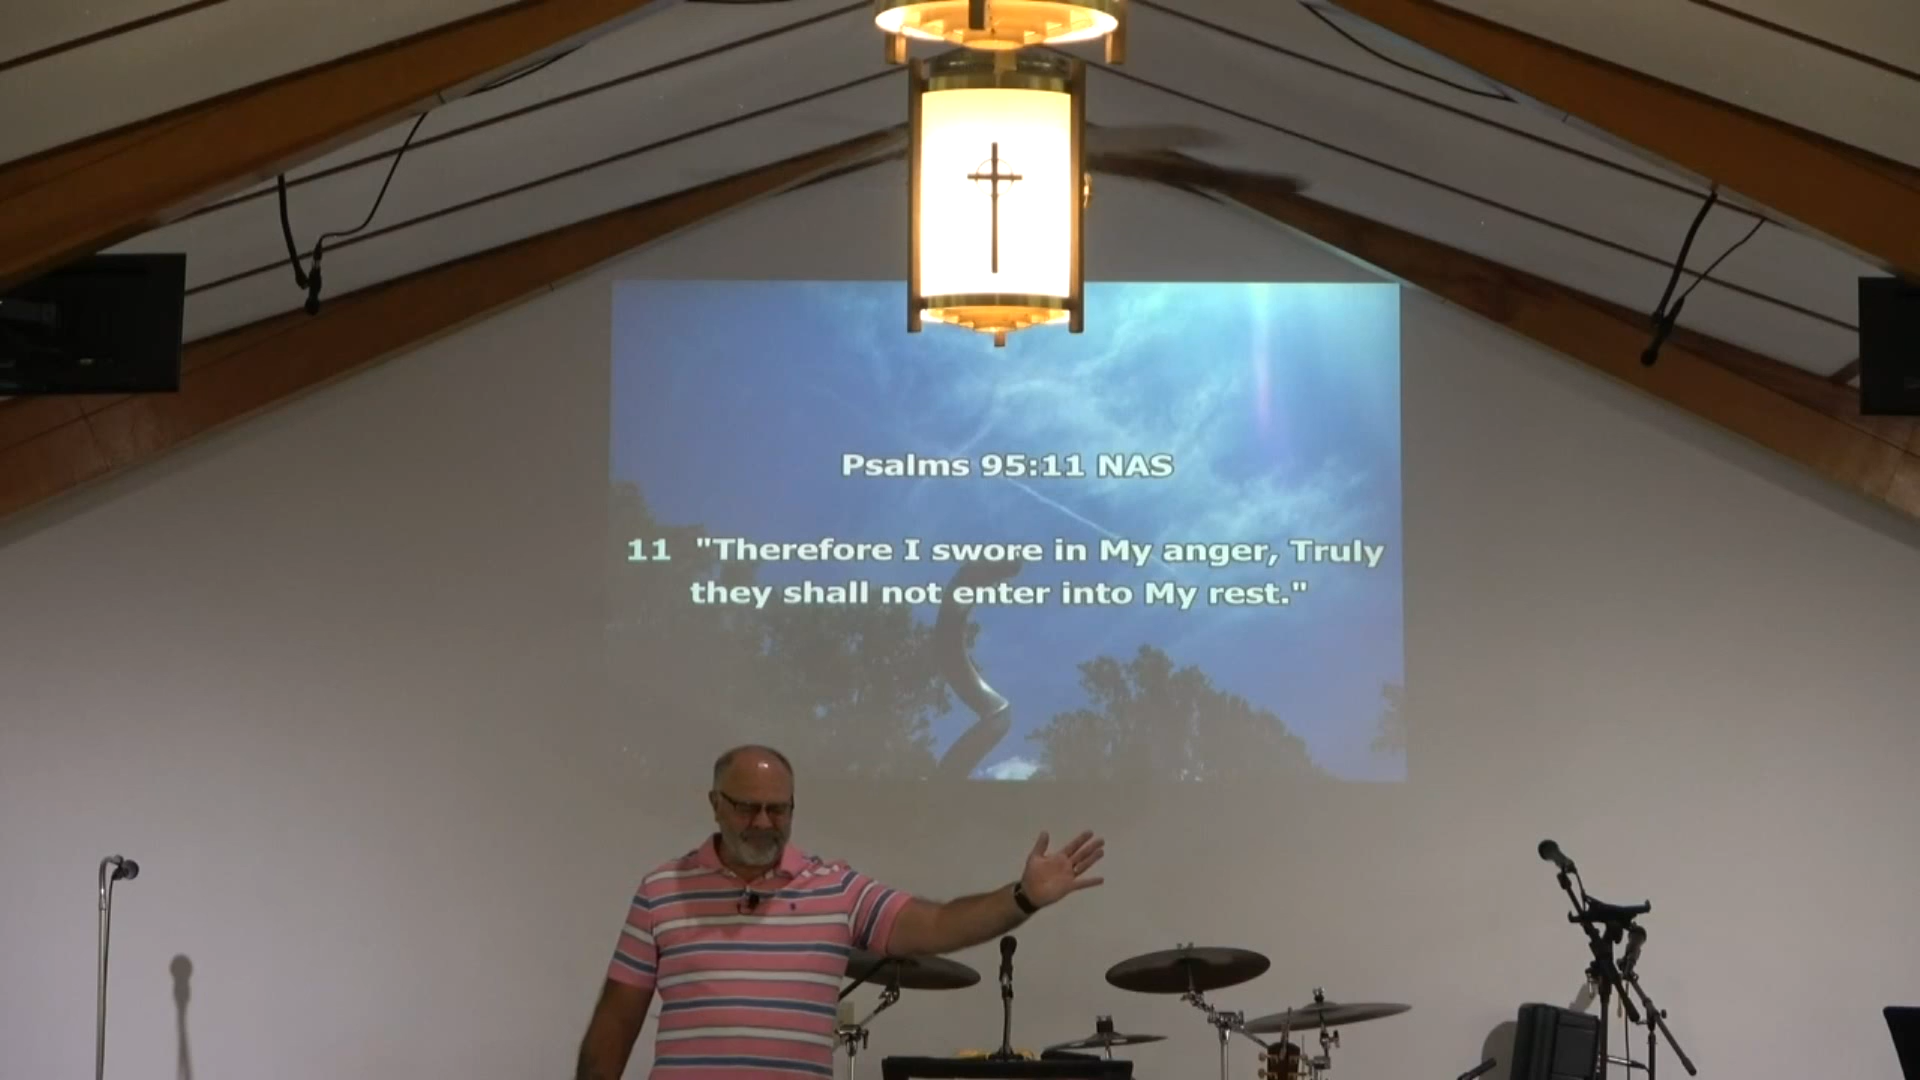 Psalms 95:11 NAS
11 "Therefore I swore in My anger, Truly
they shall not enter into My rest."